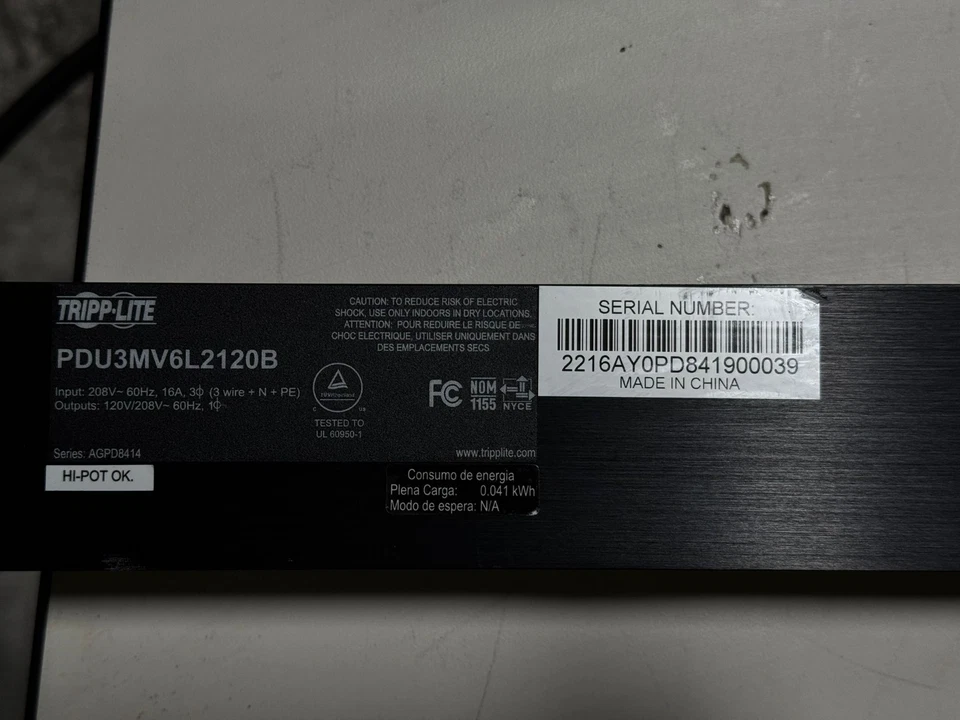 TRIPP·LITE
PDU3MV6L2120B
Input: 208V~ 60Hz, 16A, 3ϕ (3 wire + N + PE)
Outputs: 120V/208V~ 60Hz, 1ϕ
Series: AGPD8414
HI-POT OK.
CAUTION: TO REDUCE RISK OF ELECTRIC
SHOCK, USE ONLY INDOORS IN DRY LOCATIONS.
ATTENTION: POUR REDUIRE LE RISQUE DE
CHOC ELECTRIQUE, UTILISER UNIQUEMENT DANS
DES EMPLACEMENTS SECS
TÜVRheinland
C US
TESTED TO
UL 60950-1
FC
NOM
1155
NYCE
www.tripplite.com
Consumo de energia
Plena Carga: 0.041 kWh
Modo de espera: N/A
SERIAL NUMBER:
2216AY0PD841900039
MADE IN CHINA